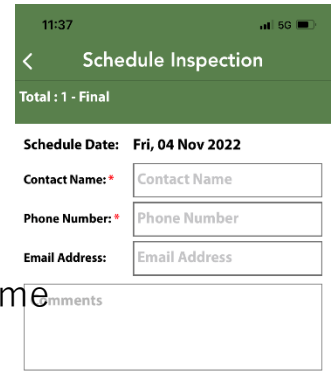 11:37 5G
Schedule Inspection
Total : 1 - Final
Schedule Date: Fri, 04 Nov 2022
Contact Name: * Contact Name
Phone Number: * Phone Number
Email Address: Email Address
me
Comments